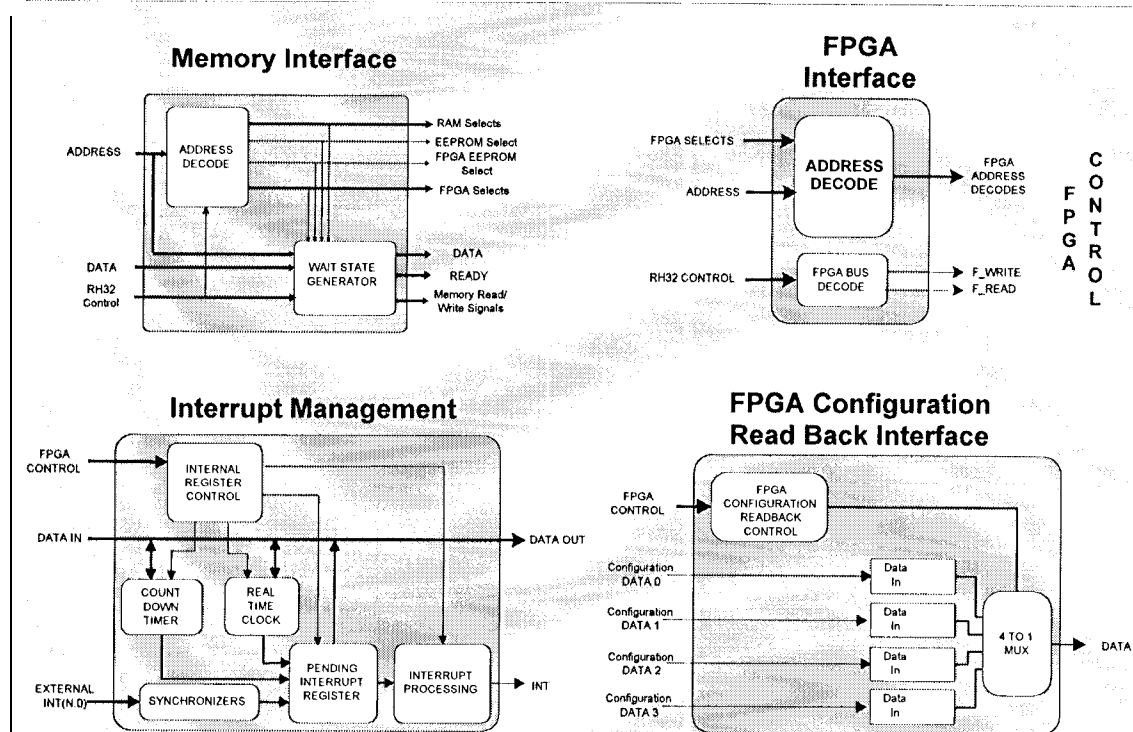 Memory Interface
ADDRESS
DATA
RH32
Control
ADDRESS
DECODE
WAIT STATE
GENERATOR
RAM Selects
EEPROM Select
FPGA EEPROM
Select
FPGA Selects
DATA
READY
Memory Read/
Write Signals
FPGA
Interface
FPGA SELECTS
ADDRESS
RH32 CONTROL
ADDRESS
DECODE
FPGA BUS
DECODE
FPGA
ADDRESS
DECODES
F_WRITE
F_READ
FPGA
CONTROL
Interrupt Management
FPGA
CONTROL
DATA IN
EXTERNAL
INT(N:0)
INTERNAL
REGISTER
CONTROL
COUNT
DOWN
TIMER
REAL
TIME
CLOCK
SYNCHRONIZERS
PENDING
INTERRUPT
REGISTER
INTERRUPT
PROCESSING
DATA OUT
INT
FPGA Configuration
Read Back Interface
FPGA
CONTROL
Configuration
DATA 0
Configuration
DATA 1
Configuration
DATA 2
Configuration
DATA 3
FPGA
CONFIGURATION
READBACK
CONTROL
Data
In
Data
In
Data
In
Data
In
4 TO 1
MUX
DATA